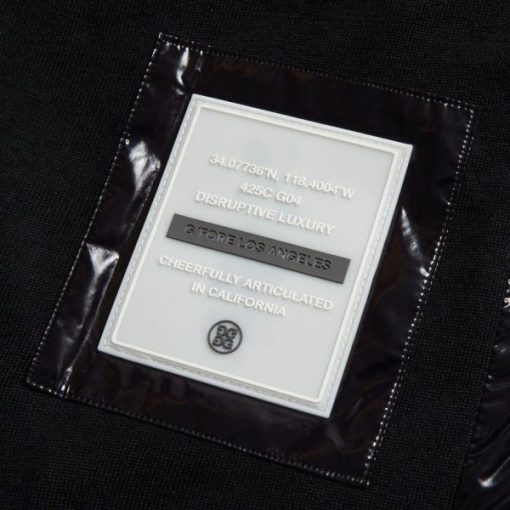 34.07736°N, 118.4004°W
425C G04
DISRUPTIVE LUXURY
G/FORE LOS ANGELES
CHEERFULLY ARTICULATED
IN CALIFORNIA